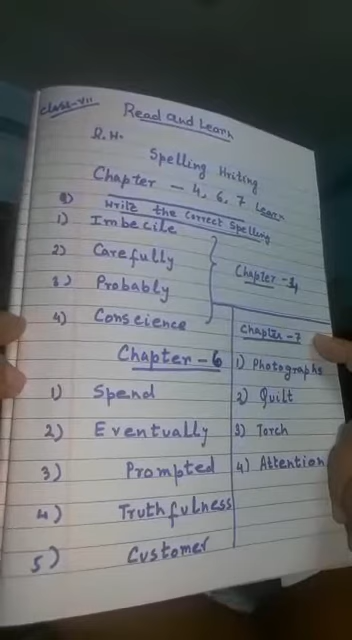 Class-VII
Read and Learn
R.H.
Spelling Writing
Chapter - 4, 6, 7 Learn
Write the correct spelling
1) Imbecile
2) Carefully
3) Probably
4) Conscience
Chapter - 4
Chapter - 6
1) Spend
2) Eventually
3) Prompted
4) Truthfulness
5) Customer
Chapter - 7
1) Photographs
2) Quilt
3) Torch
4) Attention